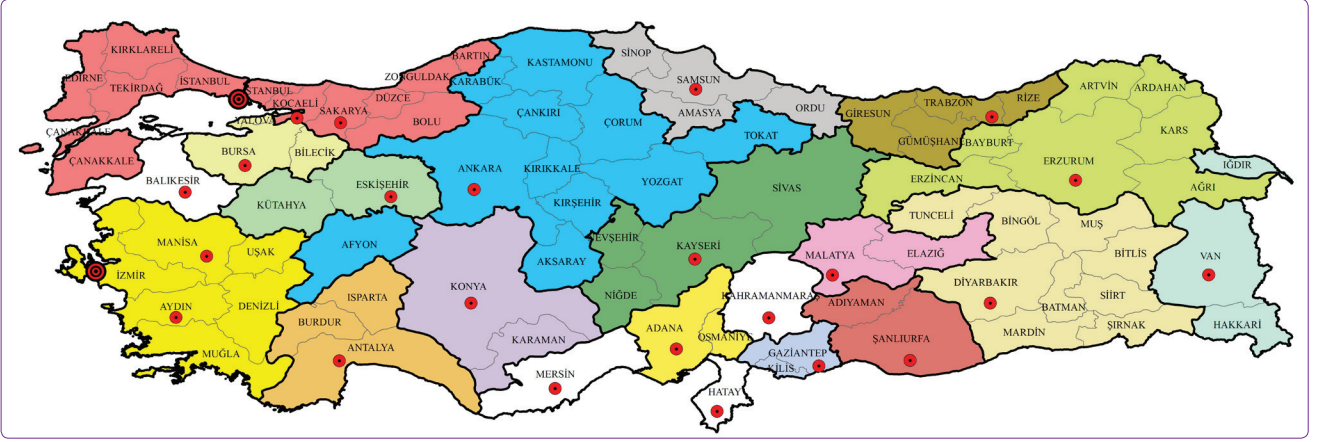 KIRKLARELİ
EDİRNE
TEKİRDAĞ
İSTANBUL
İSTANBUL
KOCAELİ
YALOVA
SAKARYA
DÜZCE
ZONGULDAK
BARTIN
KARABÜK
BOLU
ÇANAKKALE
ÇANAKKALE
BALIKESİR
BURSA
BİLECİK
KÜTAHYA
ESKİŞEHİR
KASTAMONU
ÇANKIRI
ÇORUM
ANKARA
KIRIKKALE
YOZGAT
KIRŞEHİR
TOKAT
AFYON
AKSARAY
SİNOP
SAMSUN
AMASYA
ORDU
GİRESUN
TRABZON
RİZE
GÜMÜŞHANE
BAYBURT
ARTVİN
ARDAHAN
KARS
ERZURUM
ERZİNCAN
IĞDIR
AĞRI
MANİSA
UŞAK
İZMİR
AYDIN
DENİZLİ
MUĞLA
ISPARTA
BURDUR
ANTALYA
KONYA
KARAMAN
MERSİN
SİVAS
NEVŞEHİR
KAYSERİ
NİĞDE
ADANA
OSMANİYE
KAHRAMANMARAŞ
GAZİANTEP
KİLİS
HATAY
MALATYA
ELAZIĞ
ADIYAMAN
ŞANLIURFA
TUNCELİ
BİNGÖL
MUŞ
BİTLİS
DİYARBAKIR
BATMAN
SİİRT
MARDİN
ŞIRNAK
VAN
HAKKARİ